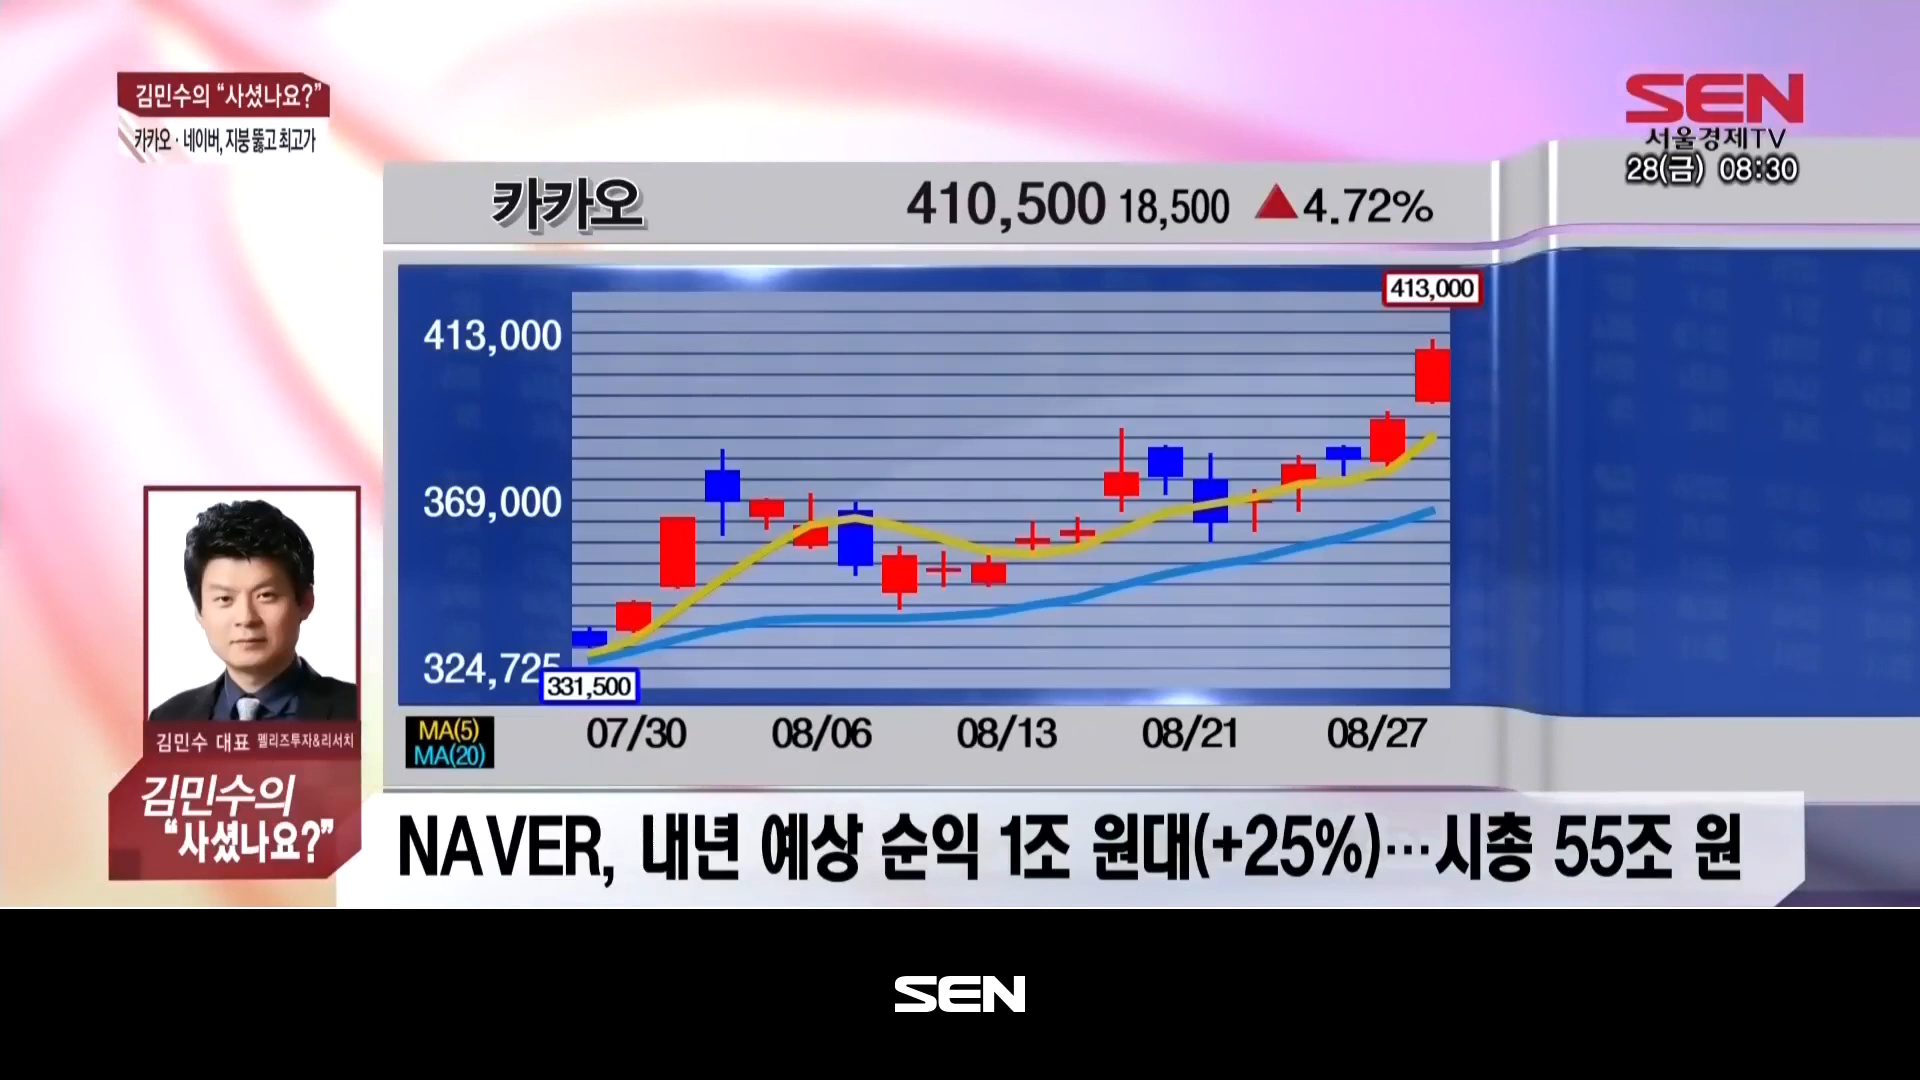 김민수의 “사셨나요?”
카카오·네이버, 지붕 뚫고 최고가
SEN
서울경제TV
28(금) 08:30
카카오 410,500 18,500 ▲4.72%
413,000
413,000
369,000
324,725
331,500
MA(5)
MA(20)
07/30 08/06 08/13 08/21 08/27
김민수 대표 펠리즈투자&리서치
김민수의
“사셨나요?”
NAVER, 내년 예상 순익 1조 원대(+25%)…시총 55조 원
SEN